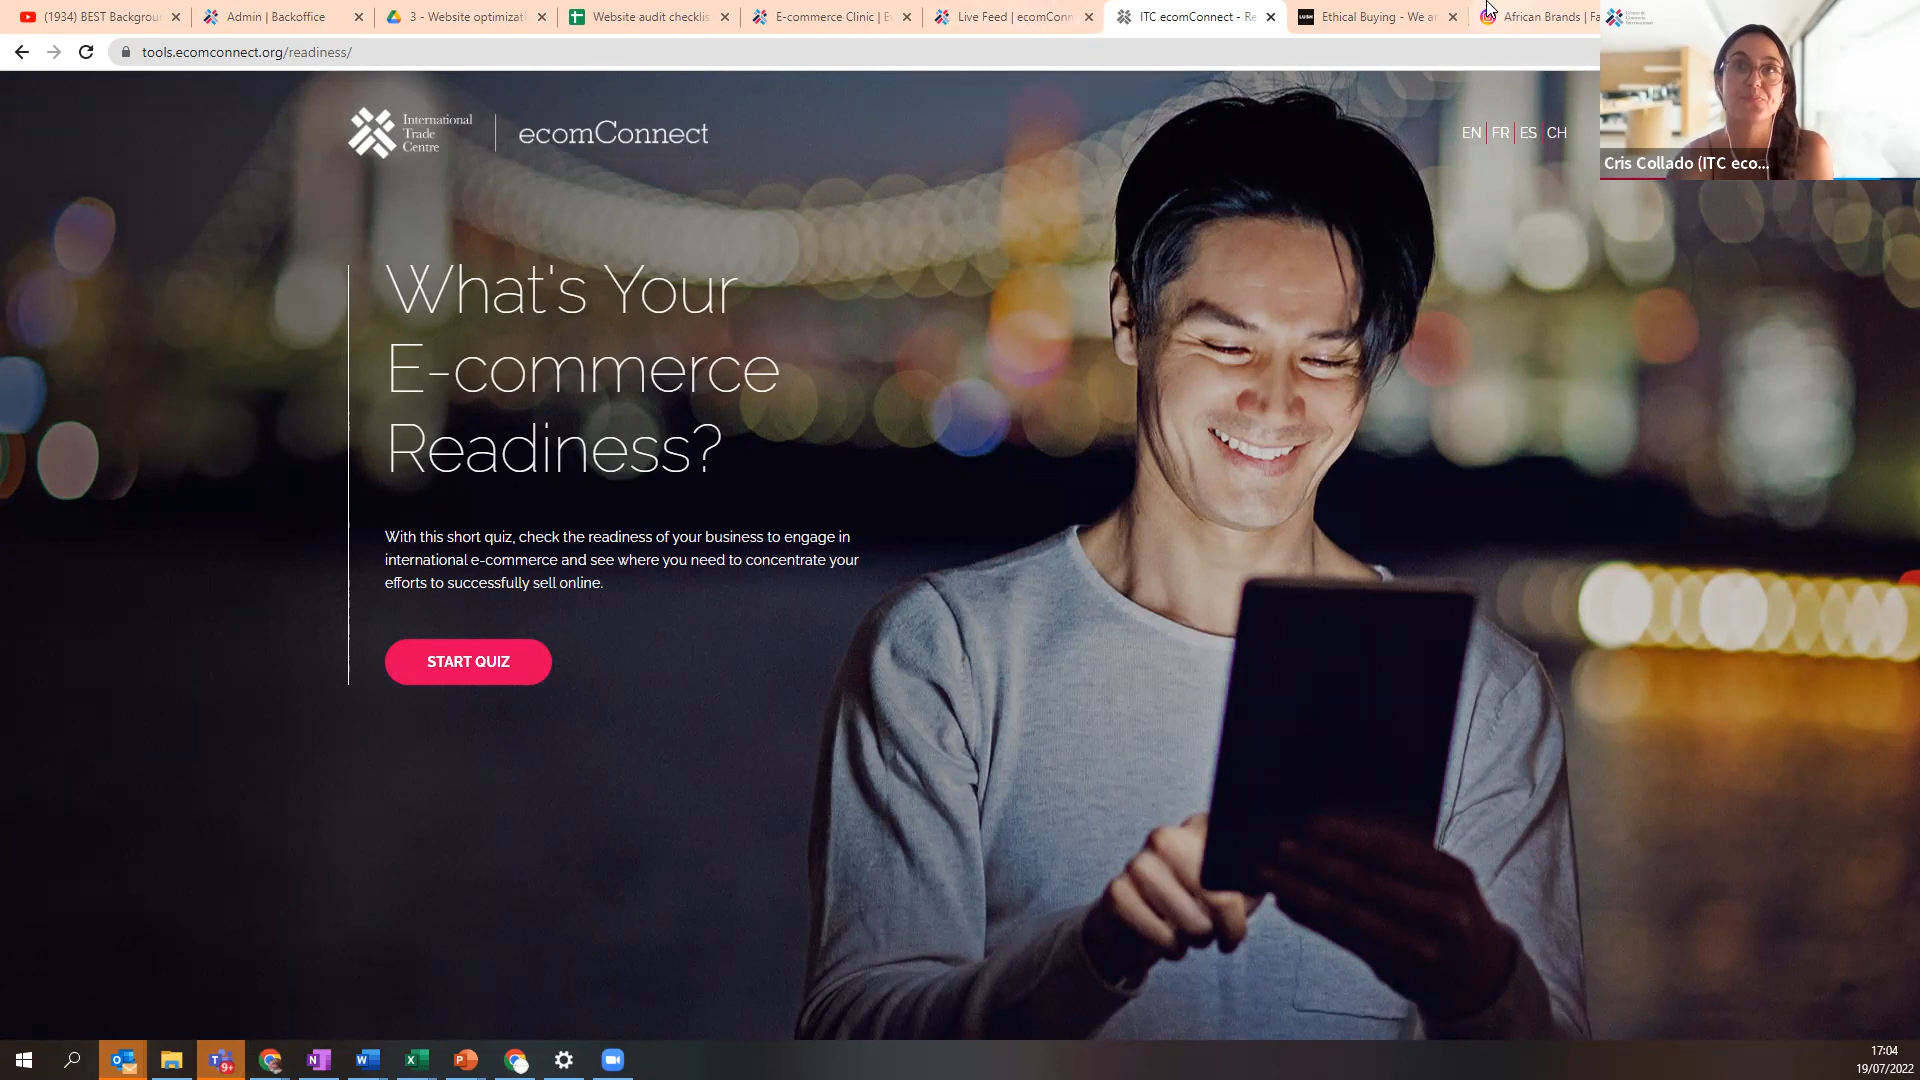 (1934) BEST Backgrou
Admin | Backoffice
3 - Website optimizati
Website audit checklis
E-commerce Clinic | E
Live Feed | ecomConn
ITC ecomConnect - Re
Ethical Buying - We ar
African Brands | Fa
tools.ecomconnect.org/readiness/
International
Trade
Centre
ecomConnect
EN | FR | ES | CH
Cris Collado (ITC eco...
What's Your
E-commerce
Readiness?
With this short quiz, check the readiness of your business to engage in
international e-commerce and see where you need to concentrate your
efforts to successfully sell online.
START QUIZ
9+
17:04
19/07/2022